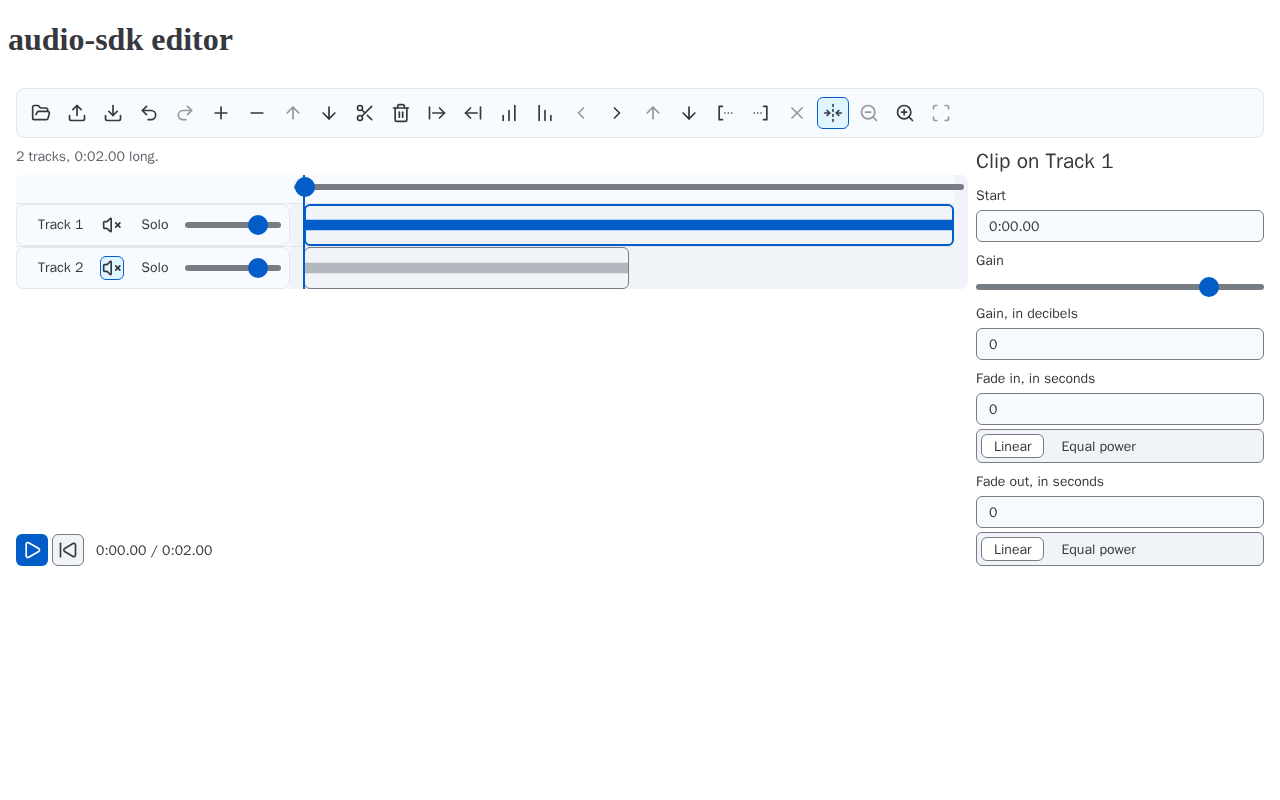 audio-sdk editor
2 tracks, 0:02.00 long.
Track 1 Solo
Track 2 Solo
0:00.00 / 0:02.00
Clip on Track 1
Start
0:00.00
Gain
Gain, in decibels
0
Fade in, in seconds
0
Linear Equal power
Fade out, in seconds
0
Linear Equal power